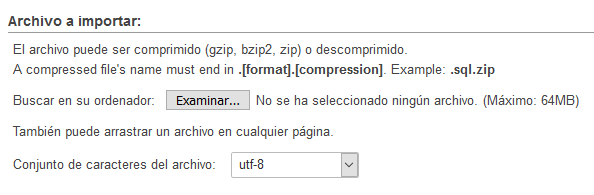 Archivo a importar:
El archivo puede ser comprimido (gzip, bzip2, zip) o descomprimido.
A compressed file's name must end in .[format].[compression]. Example: .sql.zip
Buscar en su ordenador: Examinar... No se ha seleccionado ningún archivo. (Máximo: 64MB)
También puede arrastrar un archivo en cualquier página.
Conjunto de caracteres del archivo: utf-8